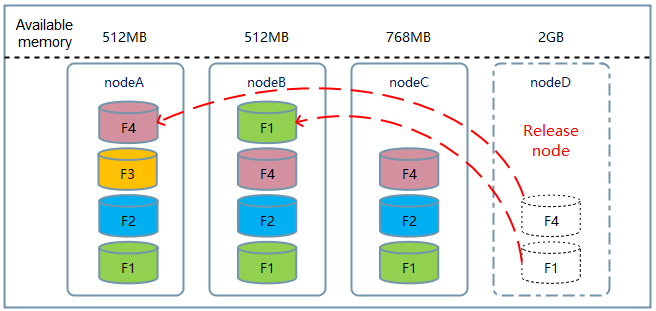 Available
memory
512MB
512MB
768MB
2GB
nodeA
nodeB
nodeC
nodeD
F4
F1
Release
node
F3
F4
F4
F2
F2
F2
F4
F1
F1
F1
F1